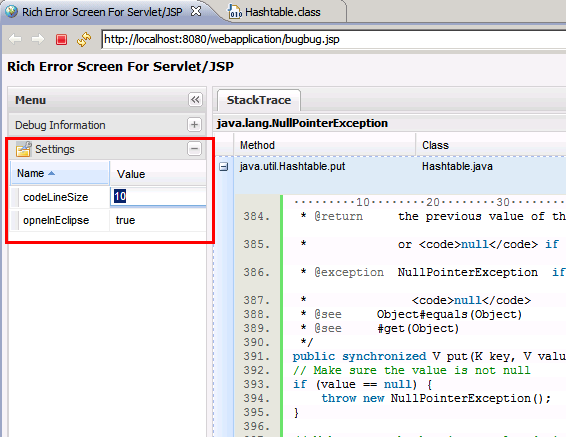 Rich Error Screen For Servlet/JSP
Hashtable.class
http://localhost:8080/webapplication/bugbug.jsp
Rich Error Screen For Servlet/JSP
Menu
Debug Information
Settings
Name Value
codeLineSize 10
opneInEclipse true
StackTrace
java.lang.NullPointerException
Method Class
java.util.Hashtable.put Hashtable.java
·········10········20········30········
384. * @return the previous value of th
385. * or <code>null</code> if
386. * @exception NullPointerException if
387. * <code>null</code>
388. * @see Object#equals(Object)
389. * @see #get(Object)
390. */
391. public synchronized V put(K key, V valu
392. // Make sure the value is not null
393. if (value == null) {
394. throw new NullPointerException();
395. }
396.